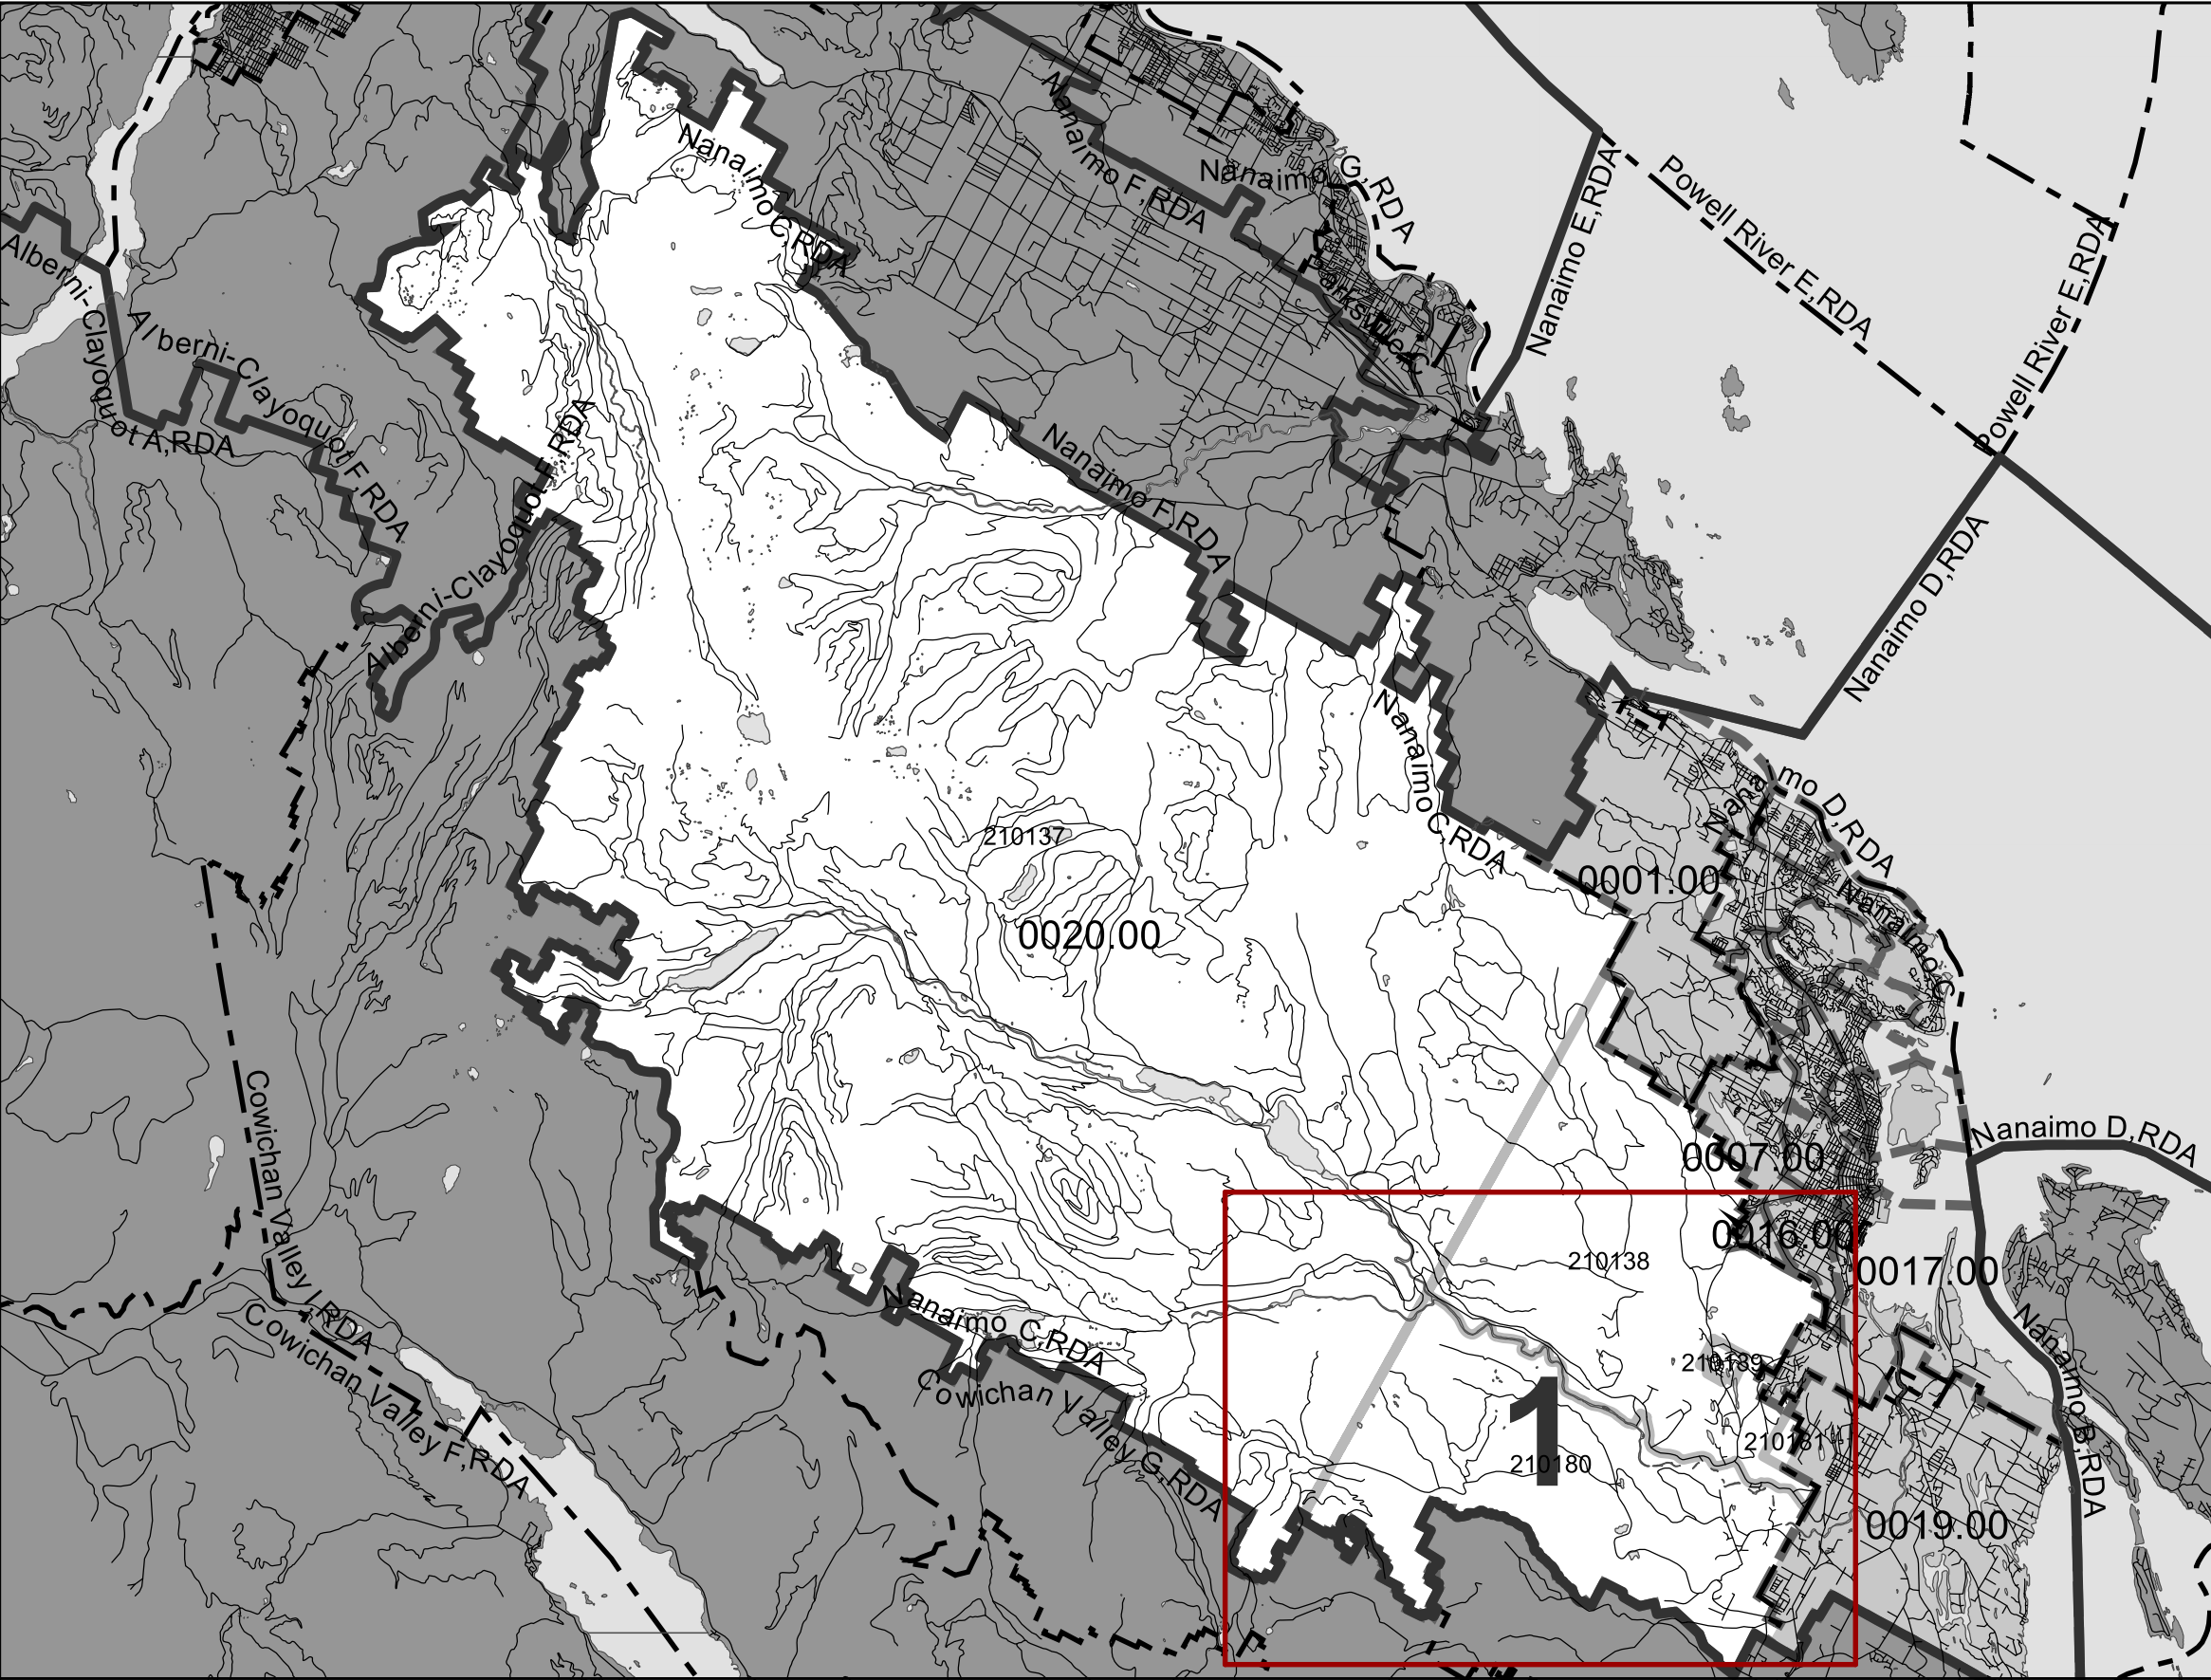 Nanaimo C,RDA
Nanaimo F,RDA
Nanaimo G,RDA
Parksville C
Nanaimo E,RDA
Powell River E,RDA
Powell River E,RDA
Alberni-Clayoquot A,RDA
Alberni-Clayoquot F,RDA
Alberni-Clayoquot F,RDA
Nanaimo F,RDA
Nanaimo D,RDA
Nanaimo C,RDA
Nanaimo D,RDA
Nanaimo C
210137
0001.00
0020.00
Cowichan Valley I,RDA
Nanaimo D,RDA
0007.00
0016.00
0017.00
210138
Nanaimo C,RDA
Cowichan Valley F,RDA
Cowichan Valley G,RDA
Nanaimo B,RDA
210139
1
210181
210180
0019.00